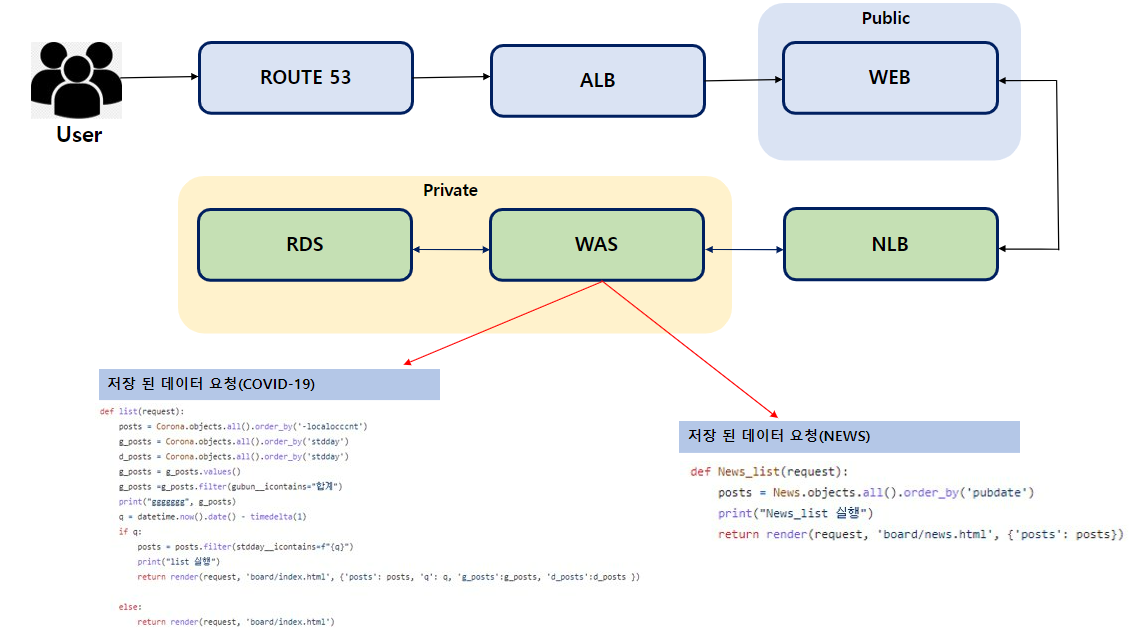 Public
ROUTE 53
ALB
WEB
User
Private
RDS
WAS
NLB
저장 된 데이터 요청(COVID-19)
def list(request):
    posts = Corona.objects.all().order_by('-localocccnt')
    g_posts = Corona.objects.all().order_by('stdday')
    d_posts = Corona.objects.all().order_by('stdday')
    g_posts = g_posts.values()
    g_posts =g_posts.filter(gubun__icontains="합계")
    print("ggggggg", g_posts)
    q = datetime.now().date() - timedelta(1)
    if q:
        posts = posts.filter(stdday__icontains=f"{q}")
        print("list 실행")
        return render(request, 'board/index.html', {'posts': posts, 'q': q, 'g_posts':g_posts, 'd_posts':d_posts })
    else:
        return render(request, 'board/index.html')
저장 된 데이터 요청(NEWS)
def News_list(request):
    posts = News.objects.all().order_by('pubdate')
    print("News_list 실행")
    return render(request, 'board/news.html', {'posts': posts})